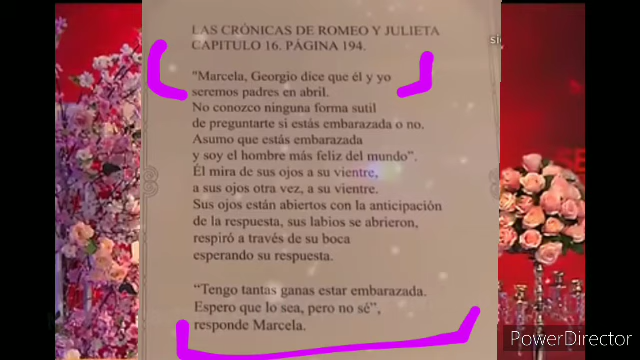 LAS CRÓNICAS DE ROMEO Y JULIETA
CAPITULO 16. PÁGINA 194.
"Marcela, Georgio dice que él y yo
seremos padres en abril.
No conozco ninguna forma sutil
de preguntarte si estás embarazada o no.
Asumo que estás embarazada
y soy el hombre más feliz del mundo”.
Él mira de sus ojos a su vientre,
a sus ojos otra vez, a su vientre.
Sus ojos están abiertos con la anticipación
de la respuesta, sus labios se abrieron,
respiró a través de su boca
esperando su respuesta.
“Tengo tantas ganas estar embarazada.
Espero que lo sea, pero no sé”,
responde Marcela.
PowerDirector